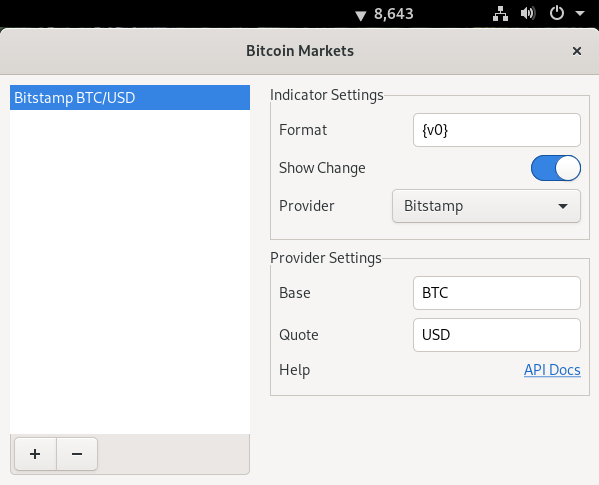 ▼ 8,643
Bitcoin Markets
Bitstamp BTC/USD
Indicator Settings
Format {v0}
Show Change
Provider Bitstamp
Provider Settings
Base BTC
Quote USD
Help API Docs